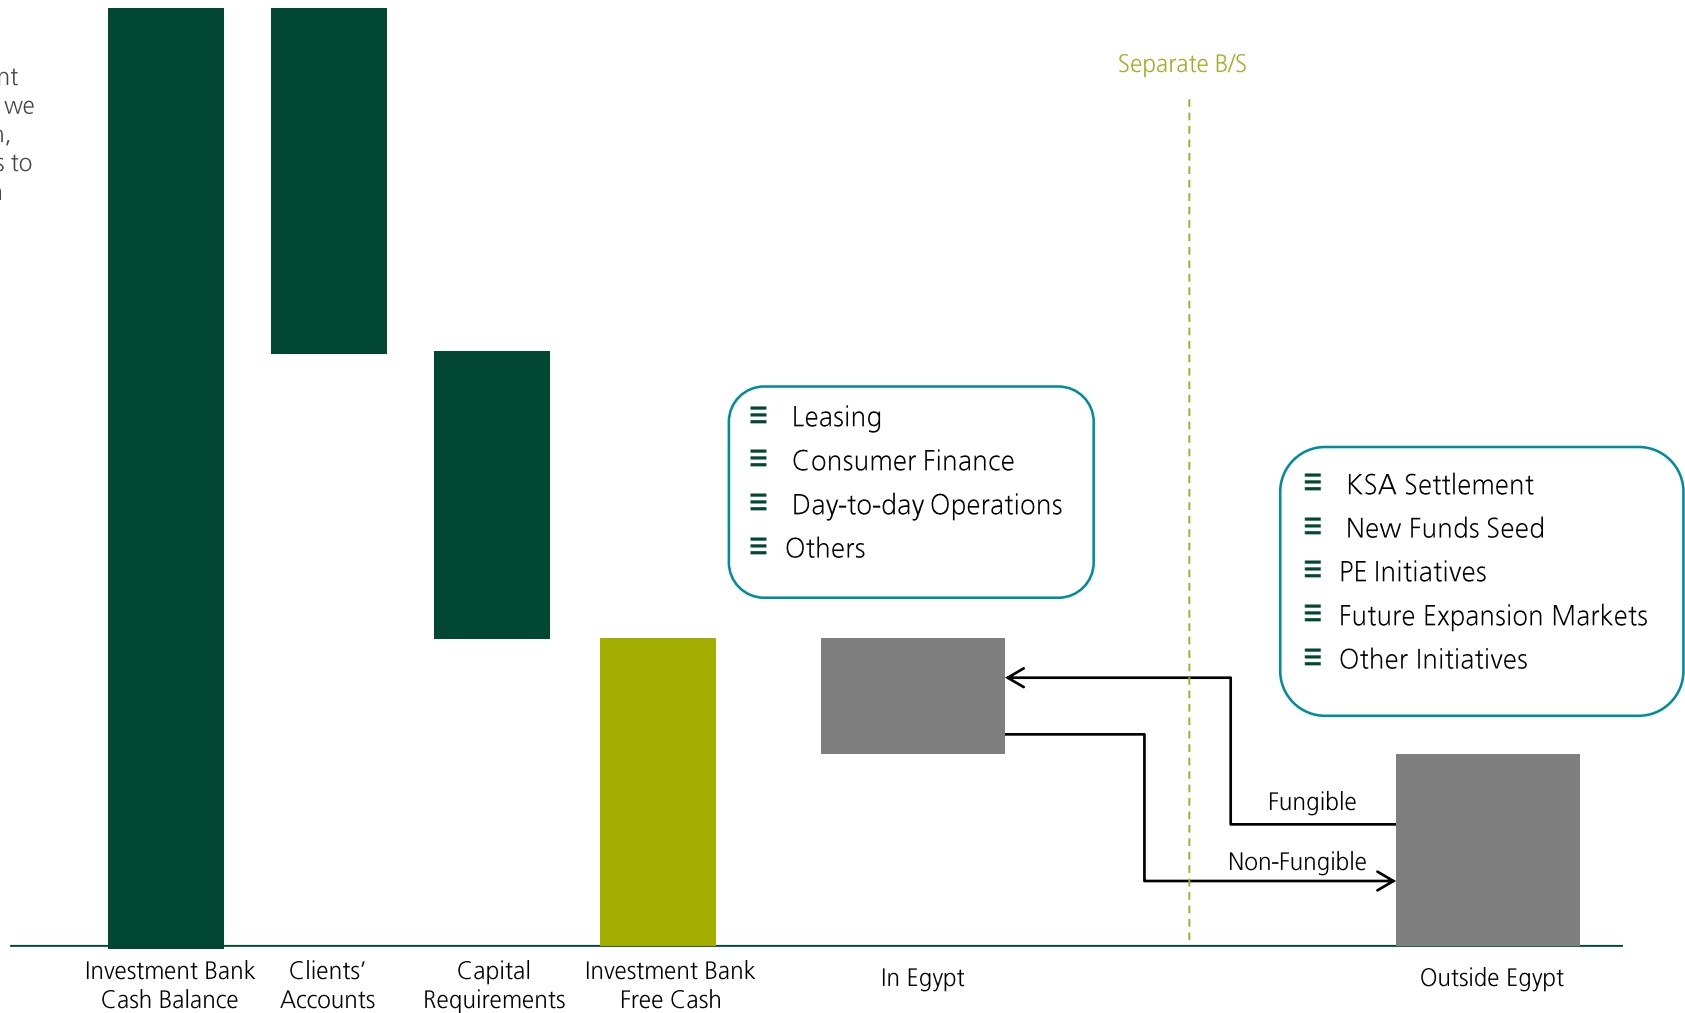 we
to
Separate B/S
Leasing
Consumer Finance
Day-to-day Operations
Others
KSA Settlement
New Funds Seed
PE Initiatives
Future Expansion Markets
Other Initiatives
Fungible
Non-Fungible
Investment Bank
Cash Balance
Clients’
Accounts
Capital
Requirements
Investment Bank
Free Cash
In Egypt
Outside Egypt